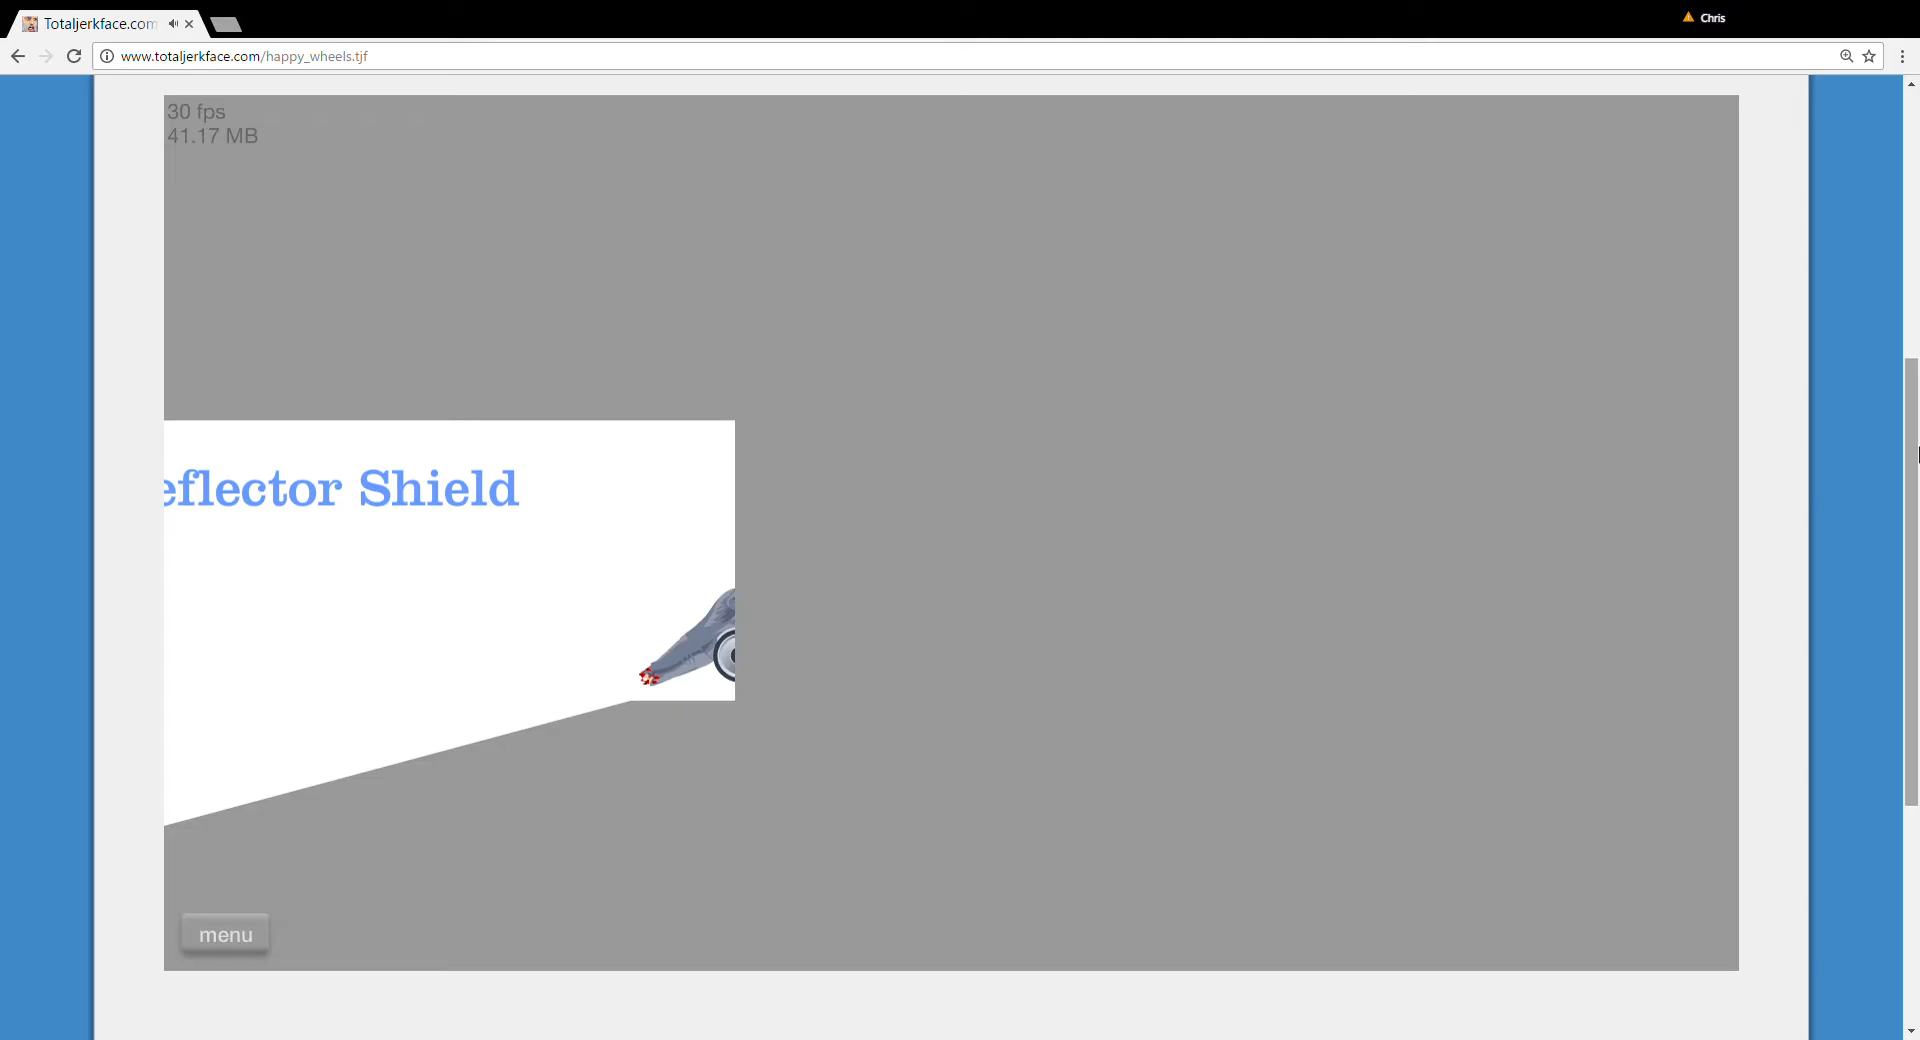 Totaljerkface.com
Chris
www.totaljerkface.com/happy_wheels.tjf
30 fps
41.17 MB
eflector Shield
menu